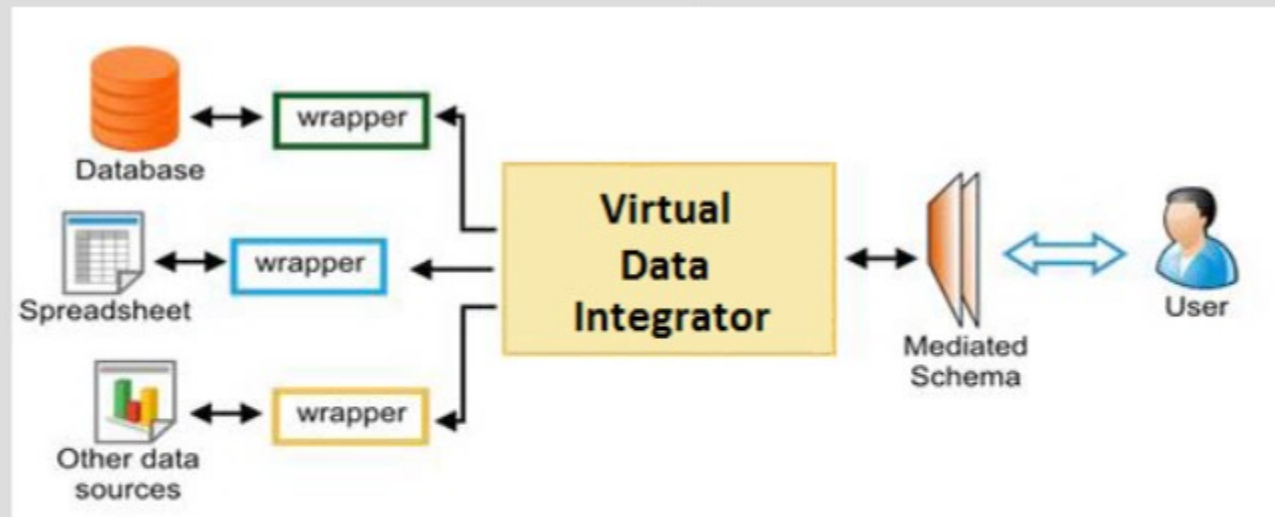 Database
wrapper
Spreadsheet
wrapper
Other data
sources
wrapper
Virtual
Data
Integrator
Mediated
Schema
User